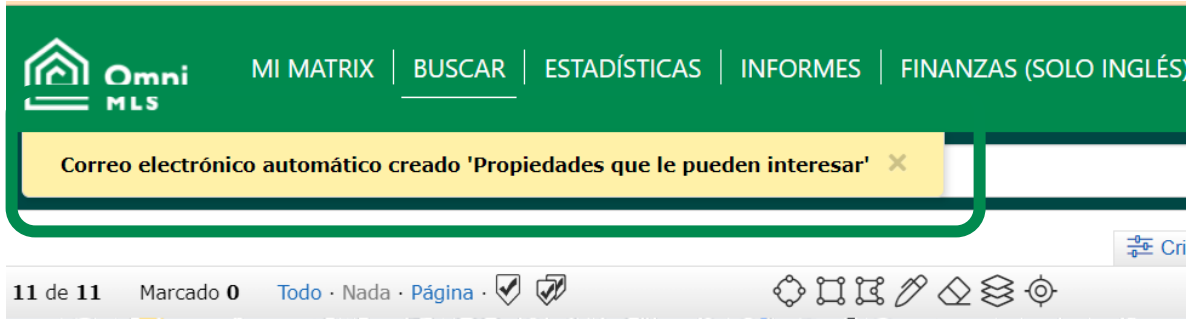 Omni
MLS
MI MATRIX
BUSCAR
ESTADÍSTICAS
INFORMES
FINANZAS (SOLO INGLÉS)
Correo electrónico automático creado 'Propiedades que le pueden interesar' ×
Cri
11 de 11 Marcado 0 Todo · Nada · Página ·